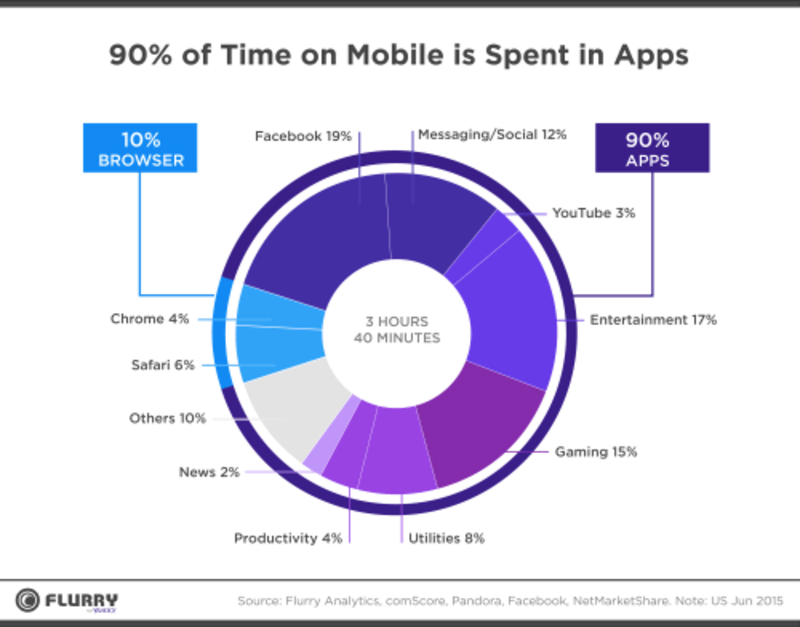 90% of Time on Mobile is Spent in Apps
10%
BROWSER
Facebook 19%
Messaging/Social 12%
90%
APPS
YouTube 3%
Chrome 4%
3 HOURS
40 MINUTES
Entertainment 17%
Safari 6%
Others 10%
Gaming 15%
News 2%
Productivity 4%
Utilities 8%
FLURRY
from YAHOO!
Source: Flurry Analytics, comScore, Pandora, Facebook, NetMarketShare. Note: US Jun 2015